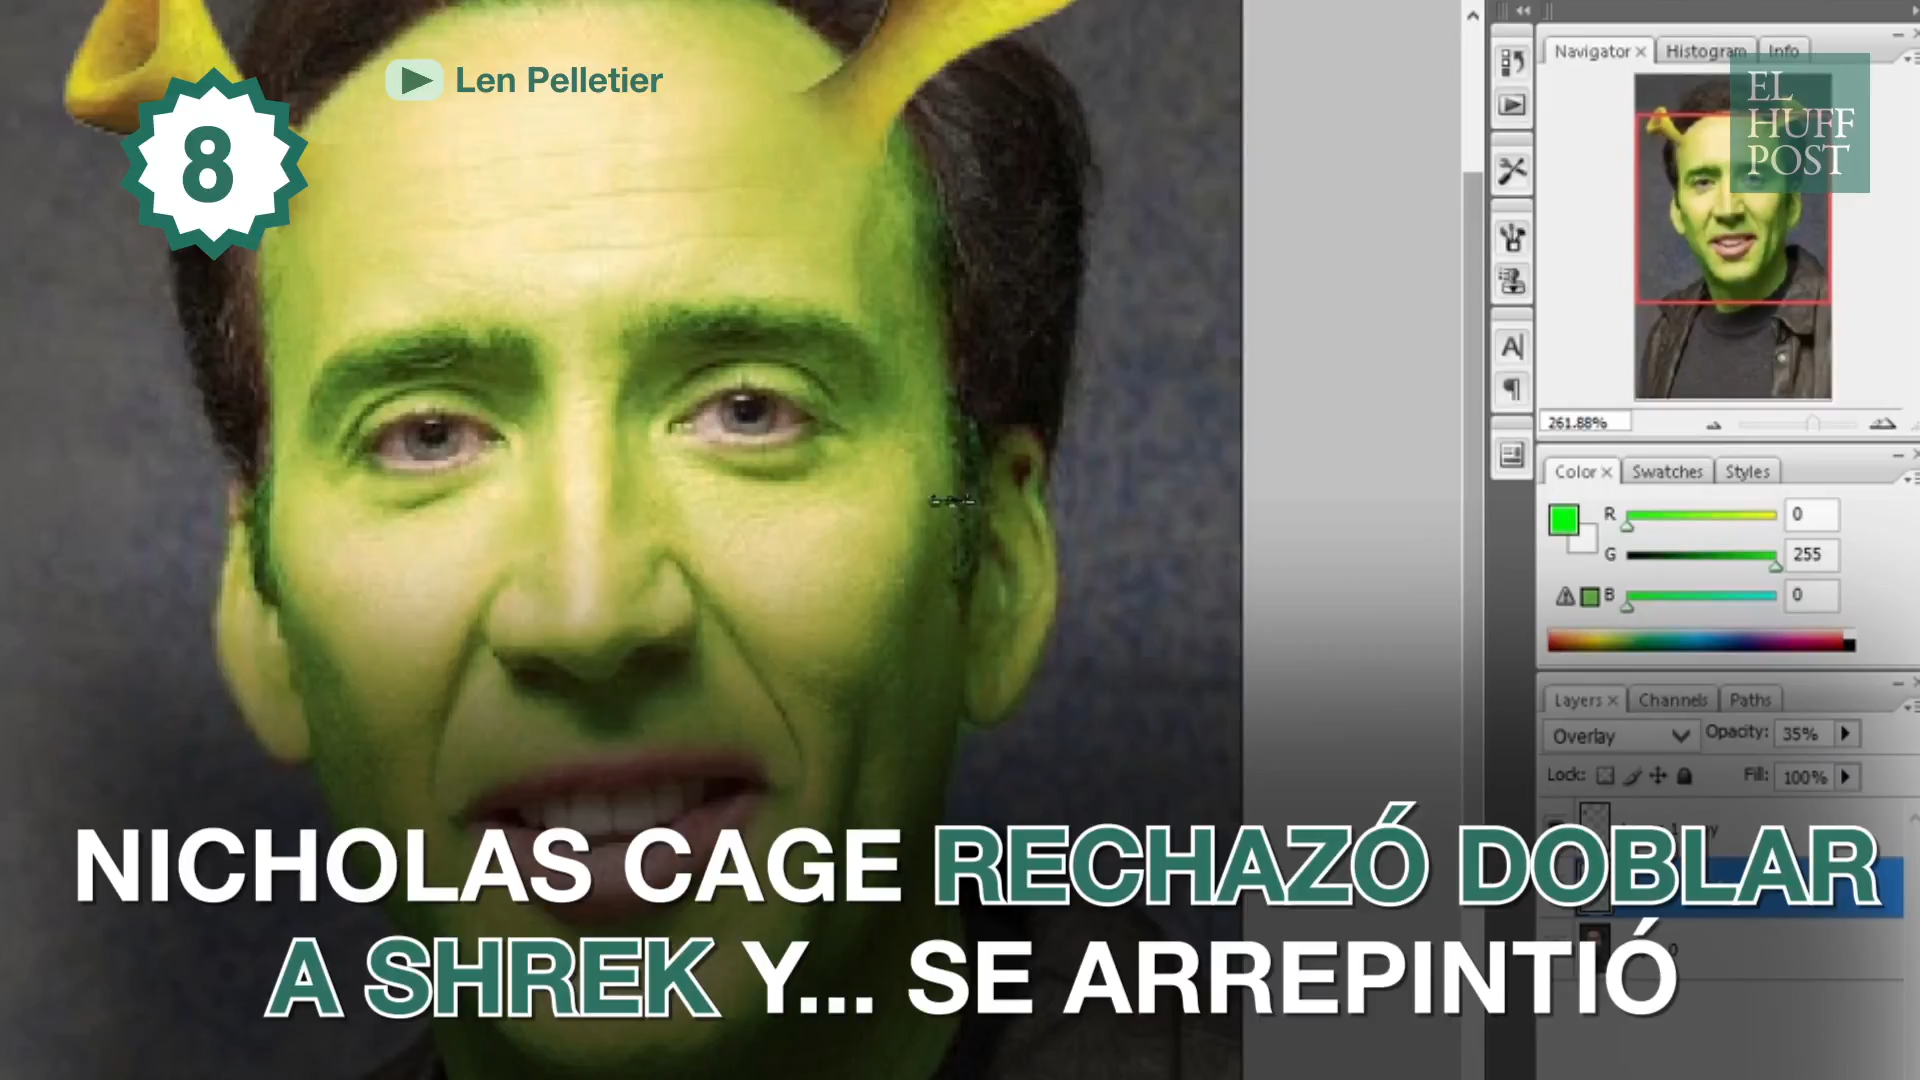 Len Pelletier
8
Navigator
Histogram
Info
EL
HUFF
POST
261.88%
Color
Swatches
Styles
R
0
G
255
B
0
Layers
Channels
Paths
Overlay
Opacity:
35%
Lock:
Fill:
100%
NICHOLAS CAGE RECHAZÓ DOBLAR
A SHREK Y... SE ARREPINTIÓ